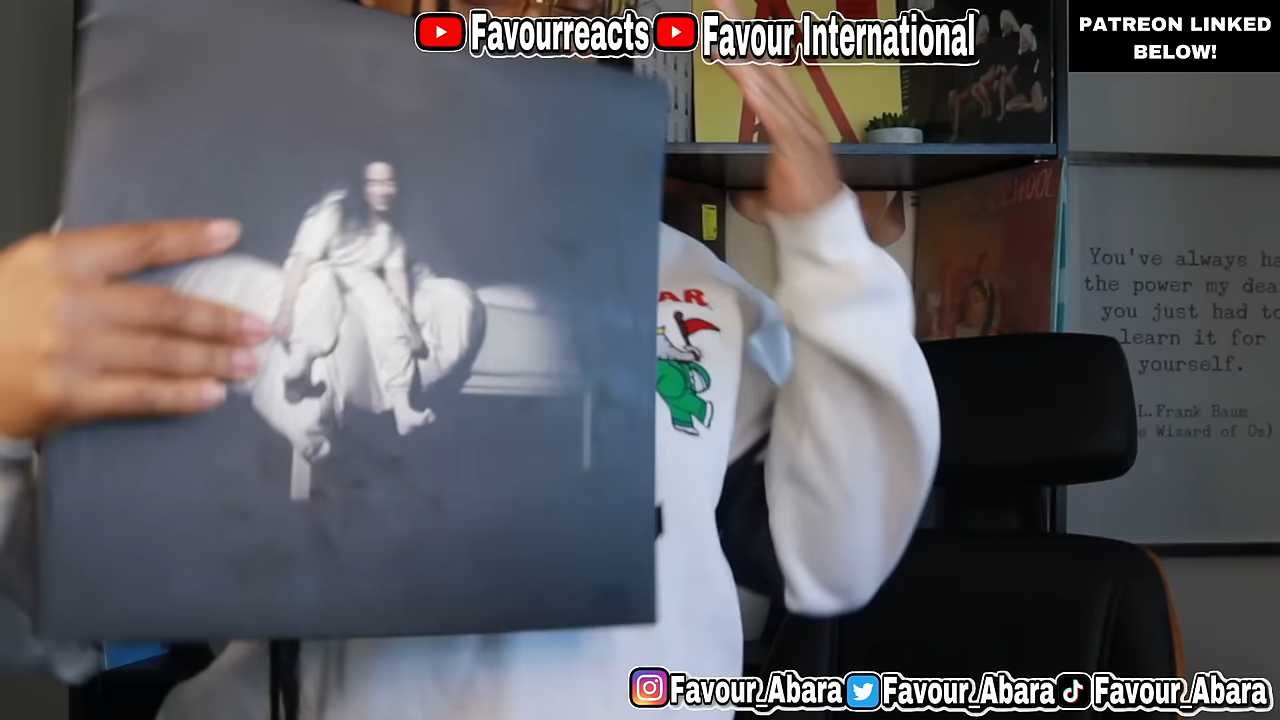 Favourreacts Favour International
PATREON LINKED
BELOW!
AR
You've always ha
the power my dea
you just had to
learn it for
yourself.
L.Frank Baum
e Wizard of Oz)
Favour_Abara Favour_Abara Favour_Abara